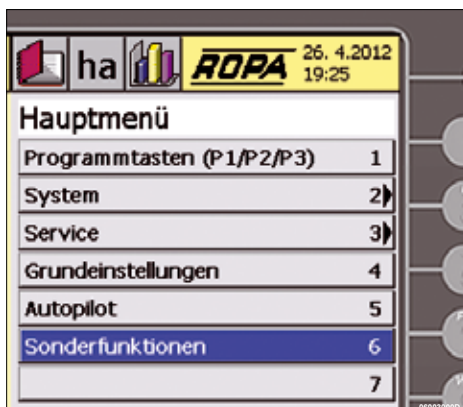 ha ROPA 26. 4.2012
19:25
Hauptmenü
Programmtasten (P1/P2/P3) 1
System 2
Service 3
Grundeinstellungen 4
Autopilot 5
Sonderfunktionen 6
7